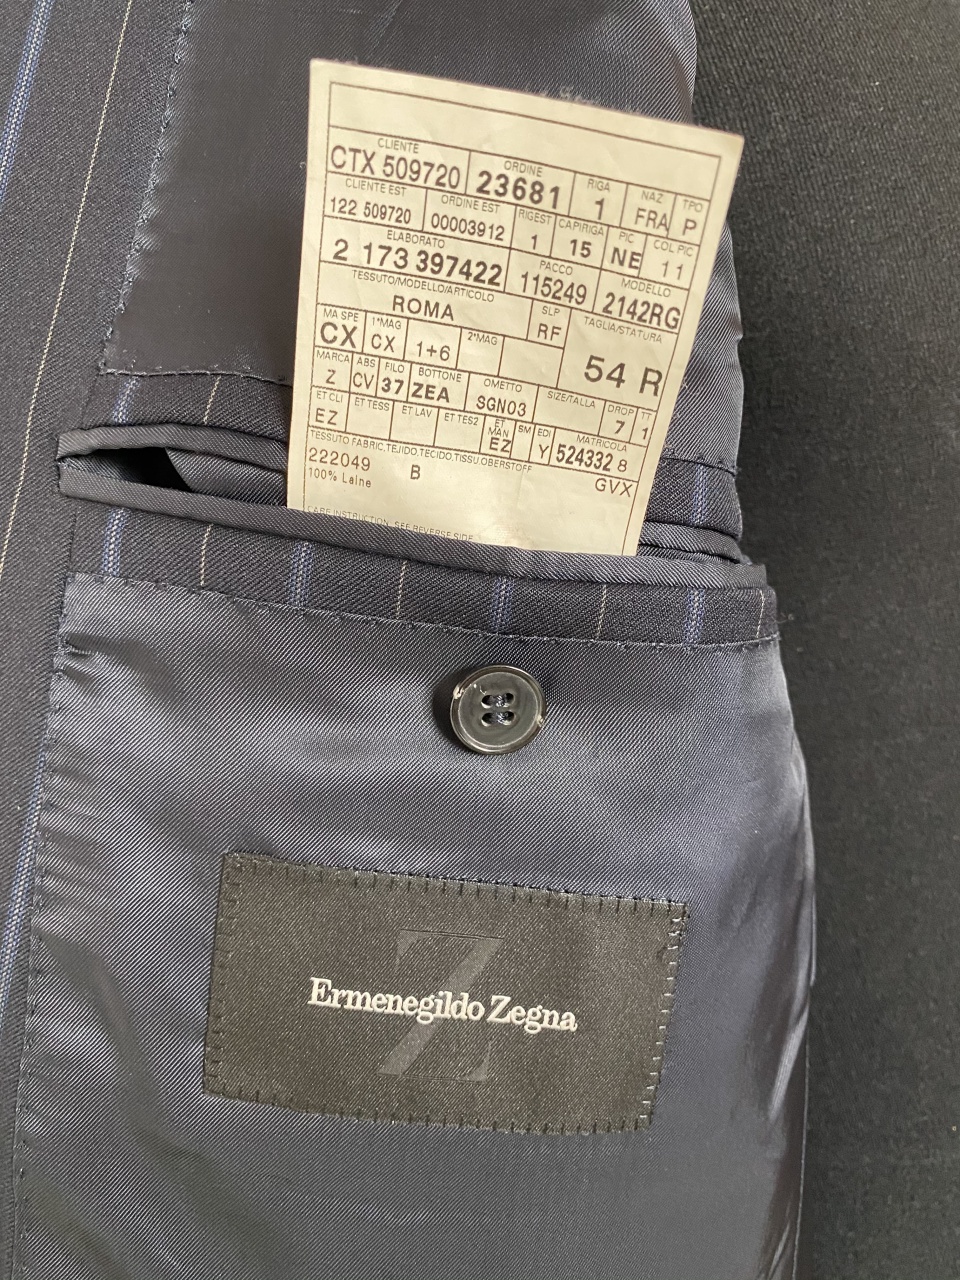 CLIENTE ORDINE RIGA NAZ TPO
CTX 509720 23681 1 FRA P
CLIENTE EST ORDINE EST RIGEST CAPIRIGA PIC COL PIC
122 509720 00003912 1 15 NE 11
ELABORATO PACCO MODELLO
2 173 397422 115249 2142RG
TESSUTO/MODELLO/ARTICOLO SLP TAGLIA/STATURA
ROMA RF 54 R
MA SPE 1°MAG 2°MAG
CX CX 1+6
MARCA ABS FILO BOTTONE OMETTO SIZE/TALLA DROP TT
Z CV 37 ZEA SGN03 7 1
ET CLI ET TESS ET LAV ET TES2 ET MAN SM EDI MATRICOLA
EZ EZ Y 524332 8
TESSUTO FABRIC,TEJIDO,TECIDO,TISSU,OBERSTOFF
222049 B GVX
100% Laine
CARE INSTRUCTION, SEE REVERSE SIDE
Z
Ermenegildo Zegna